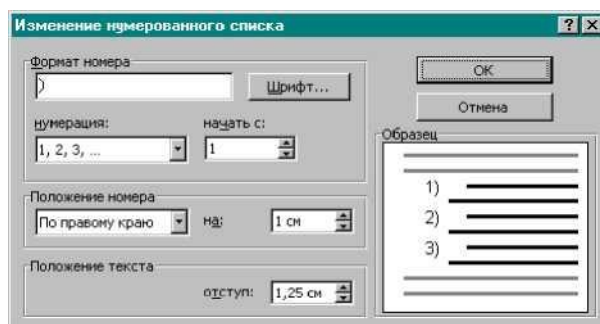 Изменение нумерованного списка
Формат номера
)
Шрифт...
нумерация:
начать с:
1, 2, 3, ...
1
Положение номера
По правому краю
на:
1 см
Положение текста
отступ:
1,25 см
ОК
Отмена
Образец
1)
2)
3)